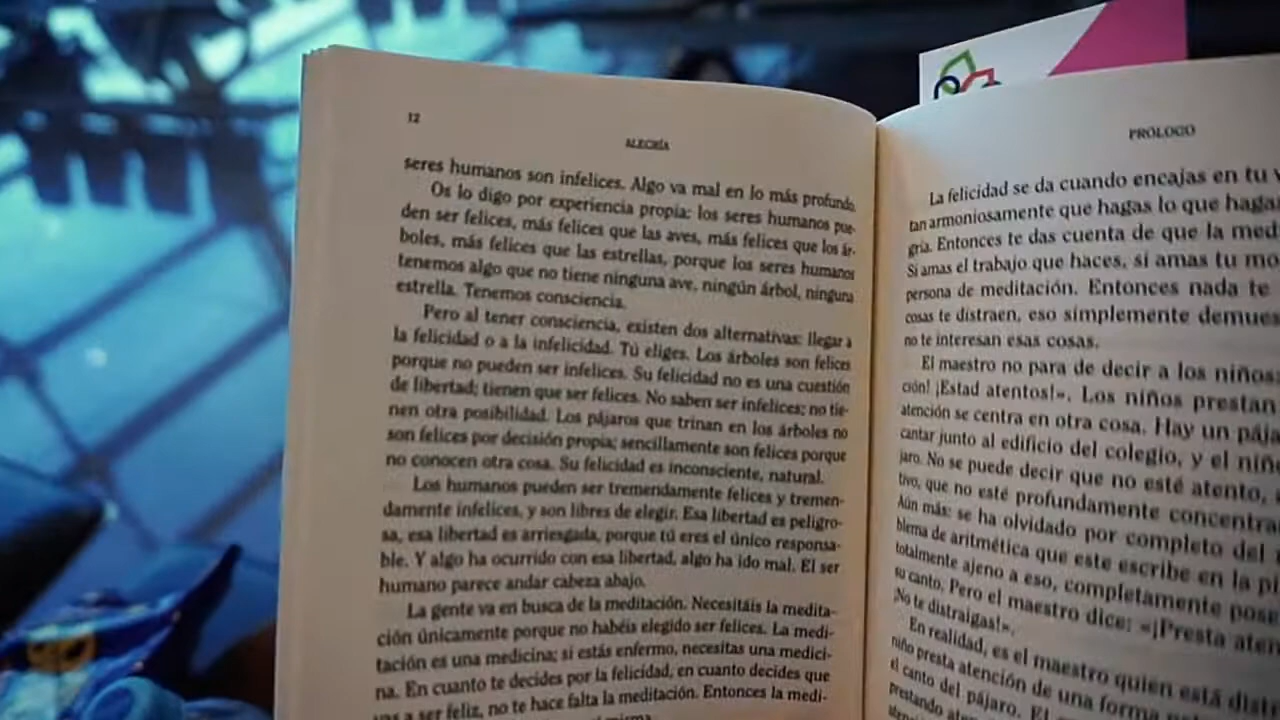 12
ALEGRÍA
seres humanos son infelices. Algo va mal en lo más profundo.
Os lo digo por experiencia propia: los seres humanos pue-
den ser felices, más felices que las aves, más felices que los ár-
boles, más felices que las estrellas, porque los seres humanos
tenemos algo que no tiene ninguna ave, ningún árbol, ninguna
estrella. Tenemos consciencia.
Pero al tener consciencia, existen dos alternativas: llegar a
la felicidad o a la infelicidad. Tú eliges. Los árboles son felices
porque no pueden ser infelices. Su felicidad no es una cuestión
de libertad; tienen que ser felices. No saben ser infelices; no tie-
nen otra posibilidad. Los pájaros que trinan en los árboles no
son felices por decisión propia; sencillamente son felices porque
no conocen otra cosa. Su felicidad es inconsciente, natural.
Los humanos pueden ser tremendamente felices y tremen-
damente infelices, y son libres de elegir. Esa libertad es peligro-
sa, esa libertad es arriesgada, porque tú eres el único responsa-
ble. Y algo ha ocurrido con esa libertad, algo ha ido mal. El ser
humano parece andar cabeza abajo.
La gente va en busca de la meditación. Necesitáis la medita-
ción únicamente porque no habéis elegido ser felices. La medi-
tación es una medicina; si estás enfermo, necesitas una medici-
na. En cuanto te decides por la felicidad, en cuanto decides que
vas a ser feliz, no te hace falta la meditación. Entonces la medi-
PRÓLOGO
La felicidad se da cuando encajas en tu
tan armoniosamente que hagas lo que hagas
gría. Entonces te das cuenta de que la med
Si amas el trabajo que haces, si amas tu mo
persona de meditación. Entonces nada te
cosas te distraen, eso simplemente demues
no te interesan esas cosas.
El maestro no para de decir a los niños:
ción! ¡Estad atentos!». Los niños prestan
atención se centra en otra cosa. Hay un pája
cantar junto al edificio del colegio, y el niño
jaro. No se puede decir que no esté atento,
tivo, que no esté profundamente concentra
Aún más: se ha olvidado por completo del
blema de aritmética que este escribe en la pi
totalmente ajeno a eso, completamente pose
su canto. Pero el maestro dice: «¡Presta aten
¡No te distraigas!».
En realidad, es el maestro quien está dist
niño presta atención de una forma
el canto del pájaro. El
prestando